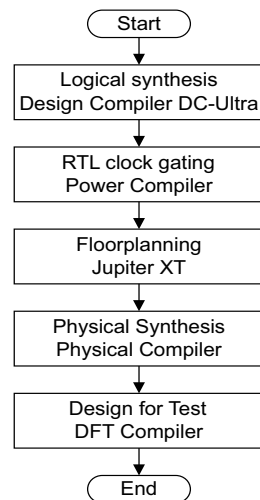 Start
Logical synthesis
Design Compiler DC-Ultra
RTL clock gating
Power Compiler
Floorplanning
Jupiter XT
Physical Synthesis
Physical Compiler
Design for Test
DFT Compiler
End